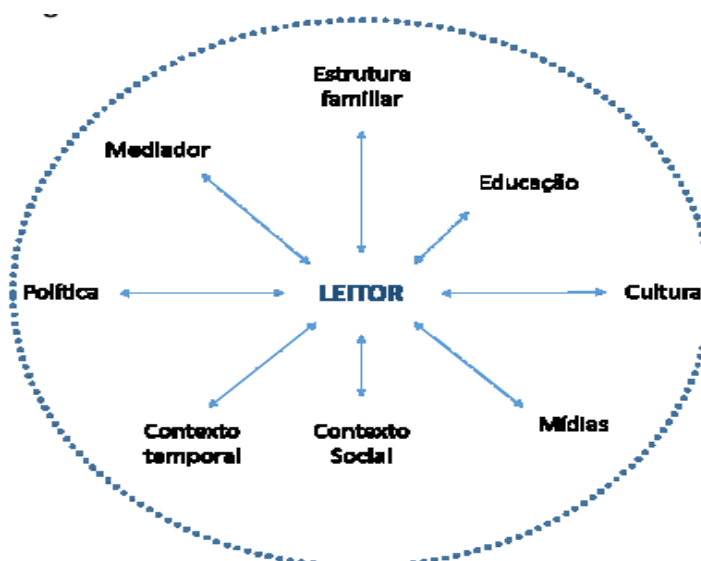 Estrutura
familiar
Mediador
Educação
Política
LEITOR
Cultura
Contexto
temporal
Contexto
Social
Mídias